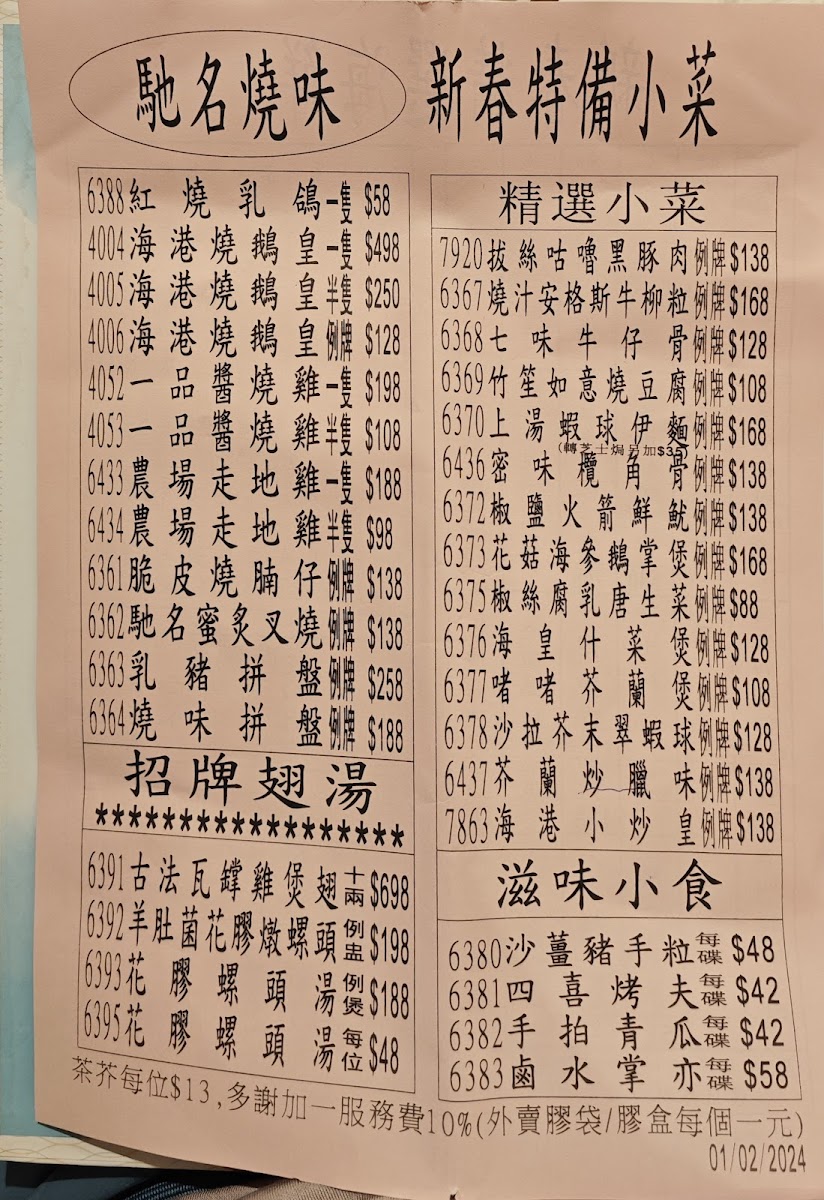 馳名燒味
新春特備小菜
6388紅燒乳鴿一隻 $58
4004海港燒鵝皇一隻 $498
4005海港燒鵝皇半隻 $250
4006海港燒鵝皇例牌 $128
4052一品醬燒雞一隻 $198
4053一品醬燒雞半隻 $108
6433農場走地雞一隻 $188
6434農場走地雞半隻 $98
6361脆皮燒腩仔例牌 $138
6362馳名蜜炙叉燒例牌 $138
6363乳豬拼盤例牌 $258
6364燒味拼盤例牌 $188
招牌翅湯
******************
6391古法瓦鐣雞煲翅十兩 $698
6392羊肚菌花膠燉螺頭例盅 $198
6393花膠螺頭湯例煲 $188
6395花膠螺頭湯每位 $48
精選小菜
7920拔絲咕嚕黑豚肉例牌 $138
6367燒汁安格斯牛柳粒例牌 $168
6368七味牛仔骨例牌 $128
6369竹笙如意燒豆腐例牌 $108
6370上湯蝦球伊麵例牌 $168
(轉芝士焗另加$35)
6436密味欖角骨例牌 $138
6372椒鹽火箭鮮魷例牌 $138
6373花菇海參鵝掌煲例牌 $168
6375椒絲腐乳唐生菜例牌 $88
6376海皇什菜煲例牌 $128
6377啫啫芥蘭煲例牌 $108
6378沙拉芥末翠蝦球例牌 $128
6437芥蘭炒臘味例牌 $138
7863海港小炒皇例牌 $138
滋味小食
6380沙薑豬手粒每碟 $48
6381四喜烤夫每碟 $42
6382手拍青瓜每碟 $42
6383鹵水掌亦每碟 $58
茶芥每位$13,多謝加一服務費10%(外賣膠袋/膠盒每個一元)
01/02/2024